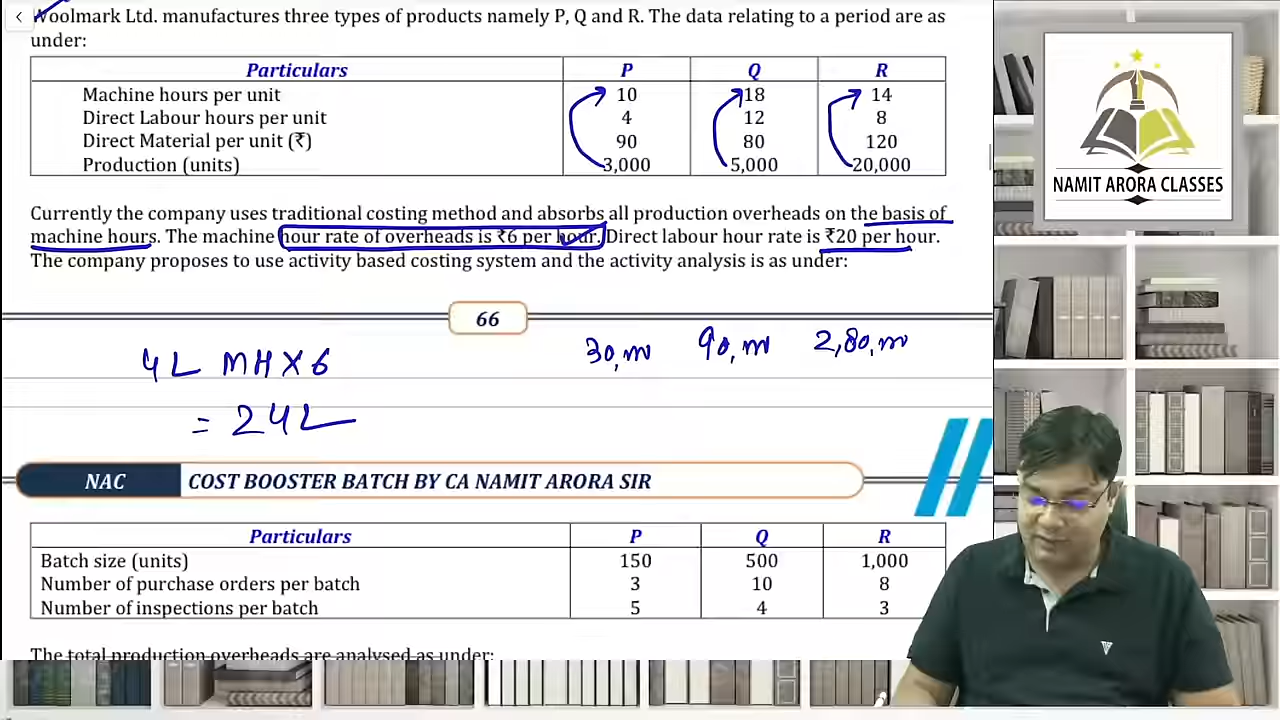 Woolmark Ltd. manufactures three types of products namely P, Q and R. The data relating to a period are as
under:
Particulars P Q R
Machine hours per unit 10 18 14
Direct Labour hours per unit 4 12 8
Direct Material per unit (₹) 90 80 120
Production (units) 3,000 5,000 20,000
Currently the company uses traditional costing method and absorbs all production overheads on the basis of
machine hours. The machine hour rate of overheads is ₹6 per hour. Direct labour hour rate is ₹20 per hour.
The company proposes to use activity based costing system and the activity analysis is as under:
66
30,m 90,m 2,80,m
4L MH X 6
= 24L
NAC COST BOOSTER BATCH BY CA NAMIT ARORA SIR
Particulars P Q R
Batch size (units) 150 500 1,000
Number of purchase orders per batch 3 10 8
Number of inspections per batch 5 4 3
The total production overheads are analysed as under:
NAMIT ARORA CLASSES